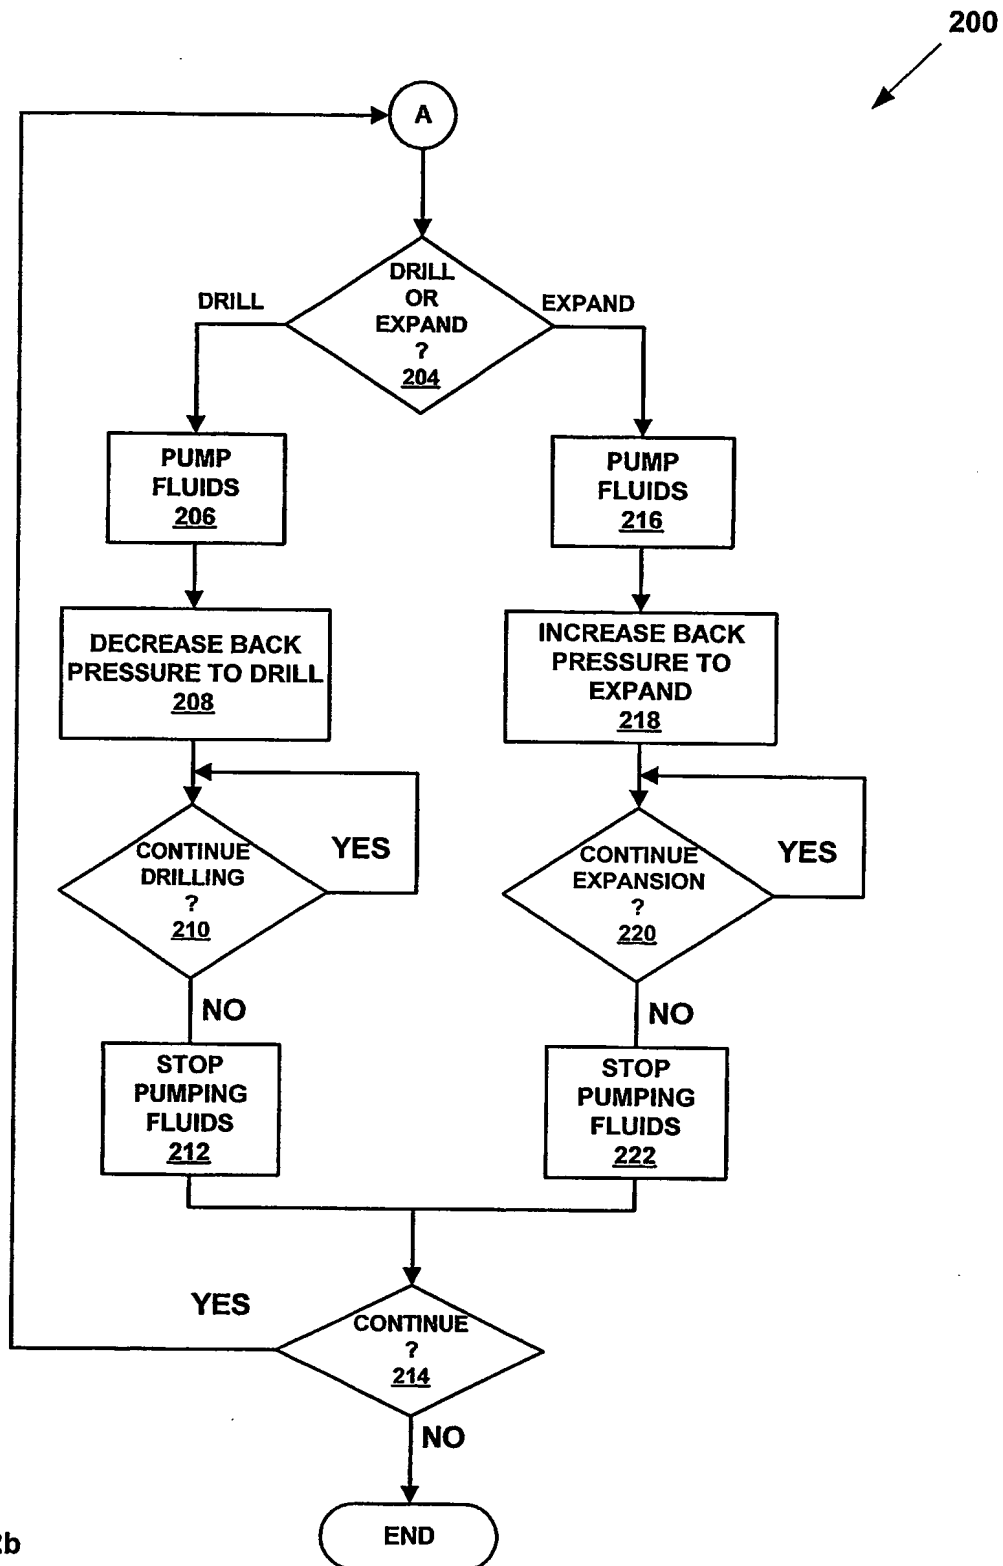 200
A
DRILL
OR
EXPAND
?
204
DRILL
EXPAND
PUMP
FLUIDS
206
PUMP
FLUIDS
216
DECREASE BACK
PRESSURE TO DRILL
208
INCREASE BACK
PRESSURE TO
EXPAND
218
CONTINUE
DRILLING
?
210
YES
CONTINUE
EXPANSION
?
220
YES
NO
NO
STOP
PUMPING
FLUIDS
212
STOP
PUMPING
FLUIDS
222
YES
CONTINUE
?
214
NO
END